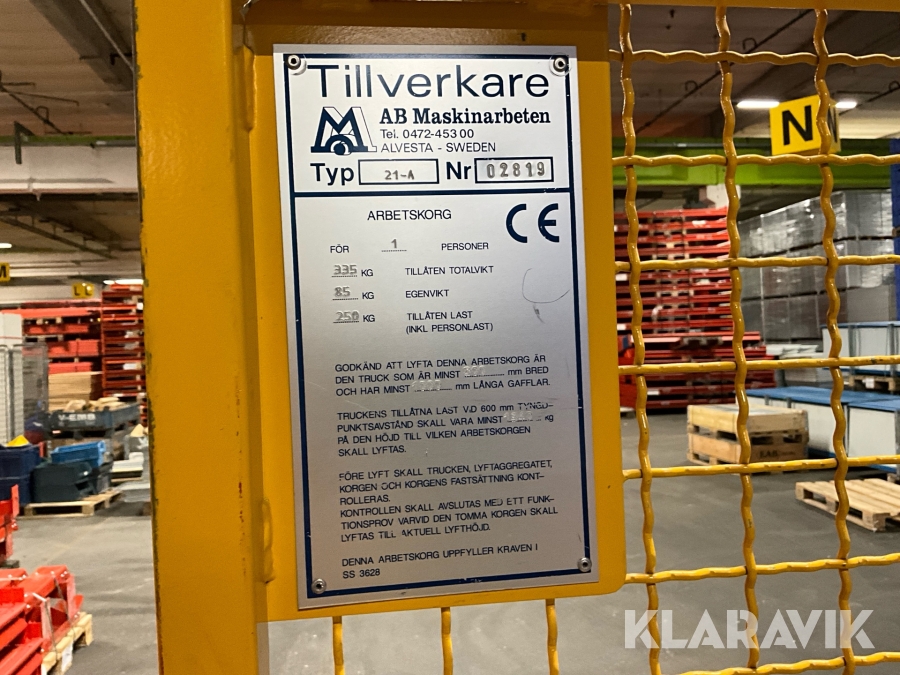 Tillverkare
AB Maskinarbeten
Tel. 0472-453 00
ALVESTA - SWEDEN
Typ 21-A Nr 02819
ARBETSKORG
CE
FÖR 1 PERSONER
335 KG TILLÅTEN TOTALVIKT
85 KG EGENVIKT
250 KG TILLÅTEN LAST
(INKL PERSONLAST)
GODKÄND ATT LYFTA DENNA ARBETSKORG ÄR
DEN TRUCK SOM ÄR MINST mm BRED
OCH HAR MINST mm LÅNGA GAFFLAR.
TRUCKENS TILLÅTNA LAST VID 600 mm TYNGD-
PUNKTSAVSTÅND SKALL VARA MINST kg
PÅ DEN HÖJD TILL VILKEN ARBETSKORGEN
SKALL LYFTAS.
FÖRE LYFT SKALL TRUCKEN, LYFTAGGREGATET,
KORGEN OCH KORGENS FASTSÄTTNING KONT-
ROLLERAS.
KONTROLLEN SKALL AVSLUTAS MED ETT FUNK-
TIONSPROV VARVID DEN TOMMA KORGEN SKALL
LYFTAS TILL AKTUELL LYFTHÖJD.
DENNA ARBETSKORG UPPFYLLER KRAVEN I
SS 3628
N
KLARAVIK